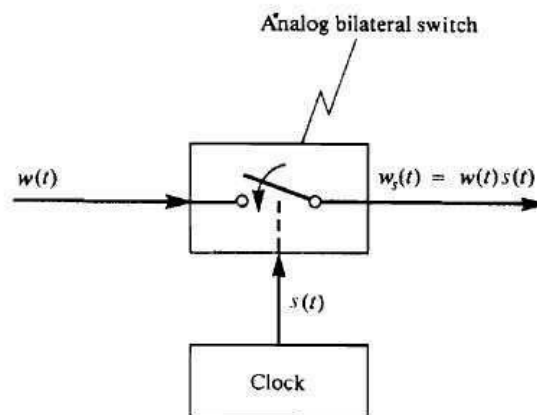 Analog bilateral switch
w(t)
w_s(t) = w(t)s(t)
s(t)
Clock